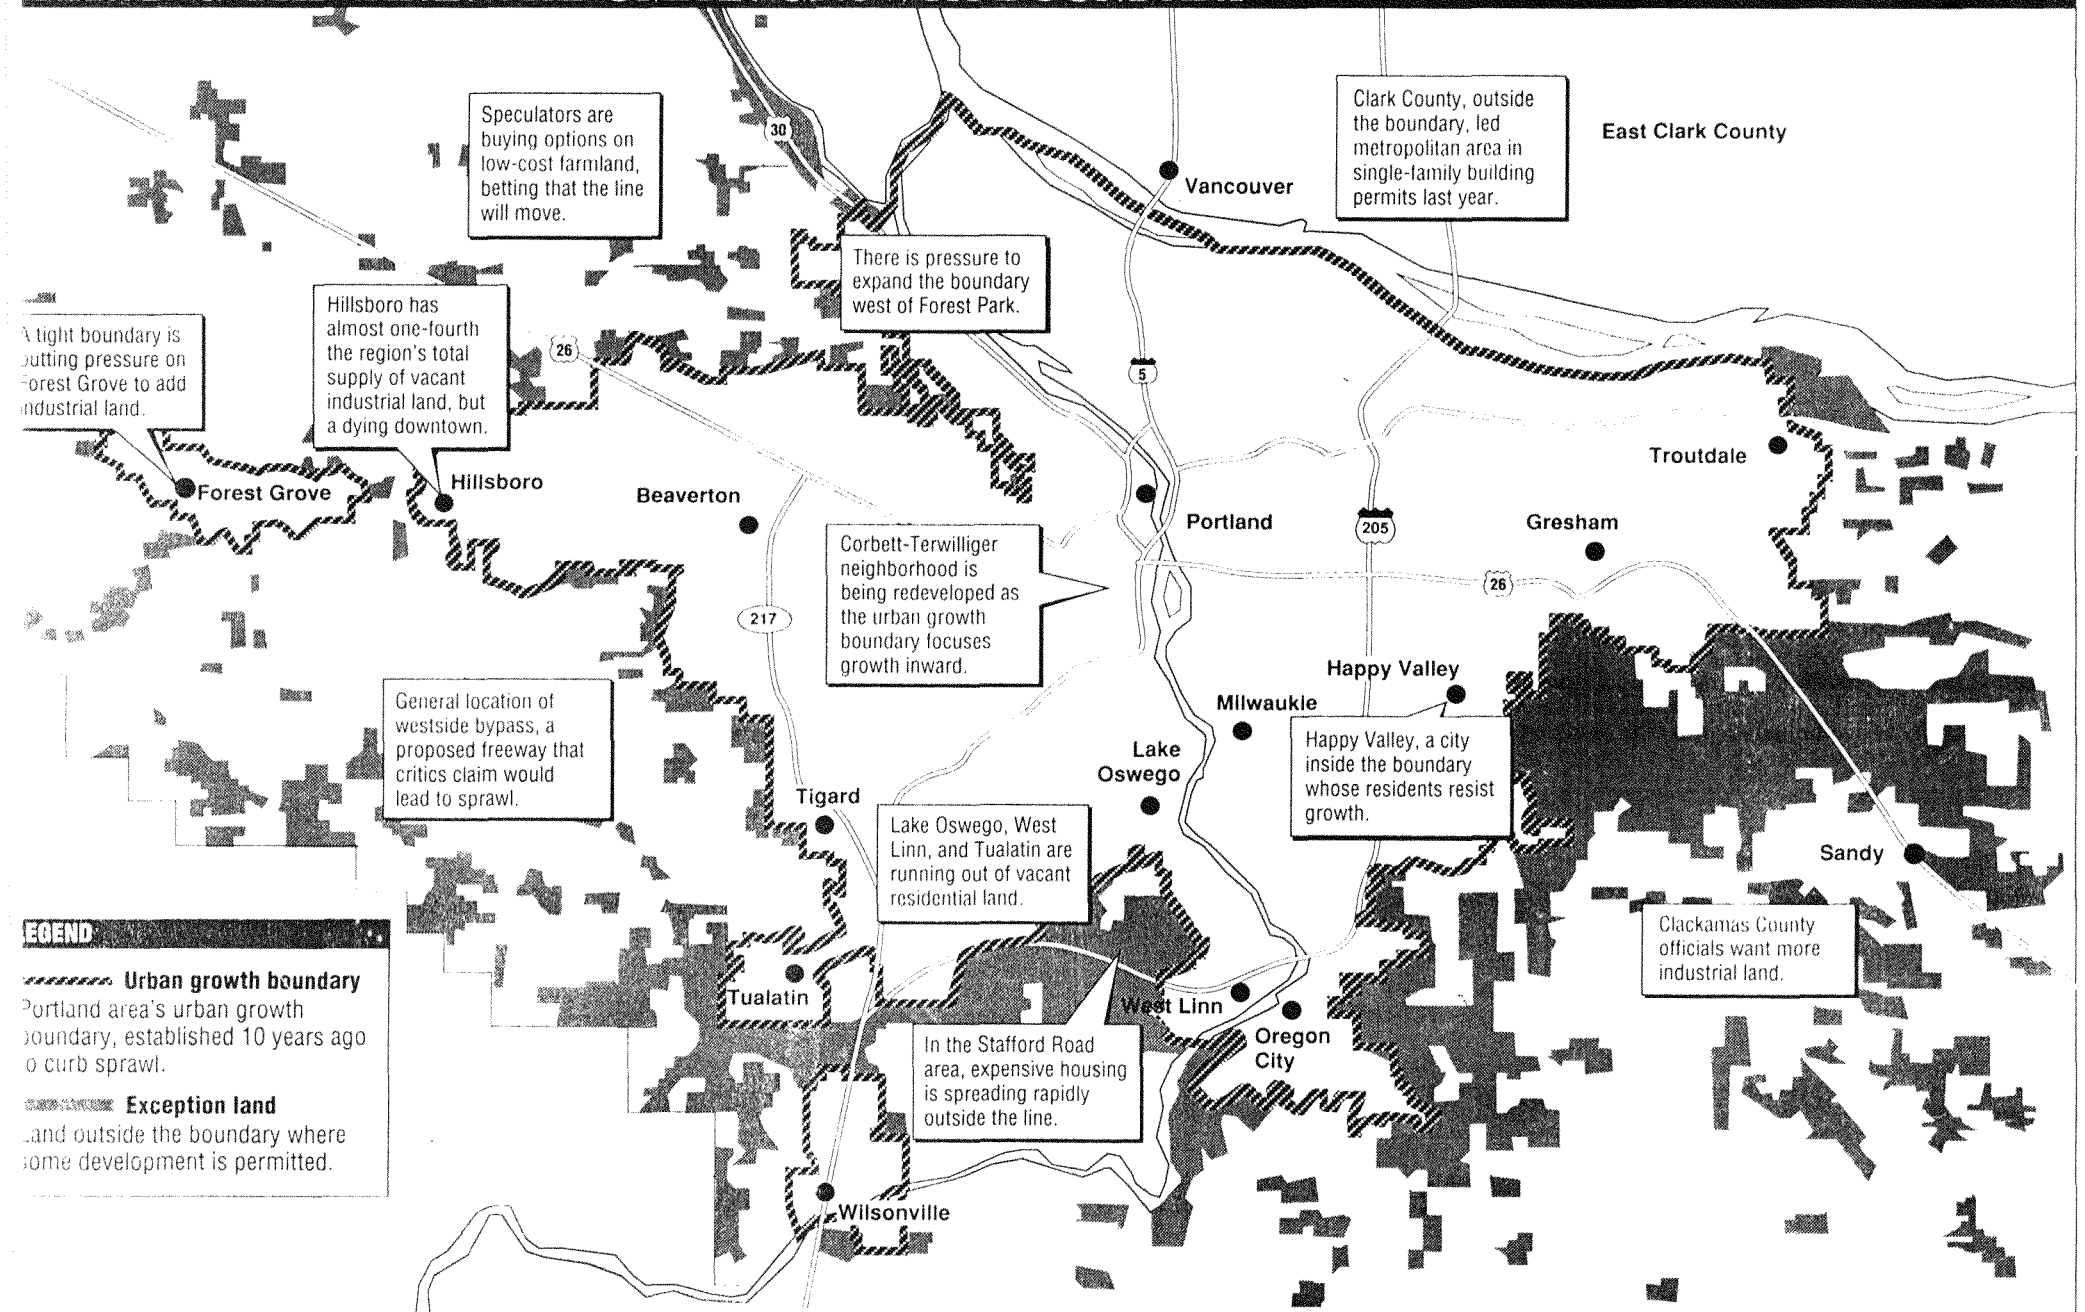 Speculators are
buying options on
low-cost farmland,
betting that the line
will move.
30
Clark County, outside
the boundary, led
metropolitan area in
single-family building
permits last year.
East Clark County
Vancouver
There is pressure to
expand the boundary
west of Forest Park.
Hillsboro has
almost one-fourth
the region's total
supply of vacant
industrial land, but
a dying downtown.
A tight boundary is
putting pressure on
Forest Grove to add
industrial land.
26
5
Troutdale
Forest Grove
Hillsboro
Beaverton
Portland
205
Gresham
Corbett-Terwilliger
neighborhood is
being redeveloped as
the urban growth
boundary focuses
growth inward.
26
217
Happy Valley
Milwaukie
General location of
westside bypass, a
proposed freeway that
critics claim would
lead to sprawl.
Lake
Oswego
Happy Valley, a city
inside the boundary
whose residents resist
growth.
Tigard
Lake Oswego, West
Linn, and Tualatin are
running out of vacant
residential land.
Sandy
Clackamas County
officials want more
industrial land.
EGEND
Urban growth boundary
Portland area's urban growth
boundary, established 10 years ago
o curb sprawl.
Exception land
and outside the boundary where
some development is permitted.
Tualatin
West Linn
Oregon
City
In the Stafford Road
area, expensive housing
is spreading rapidly
outside the line.
Wilsonville